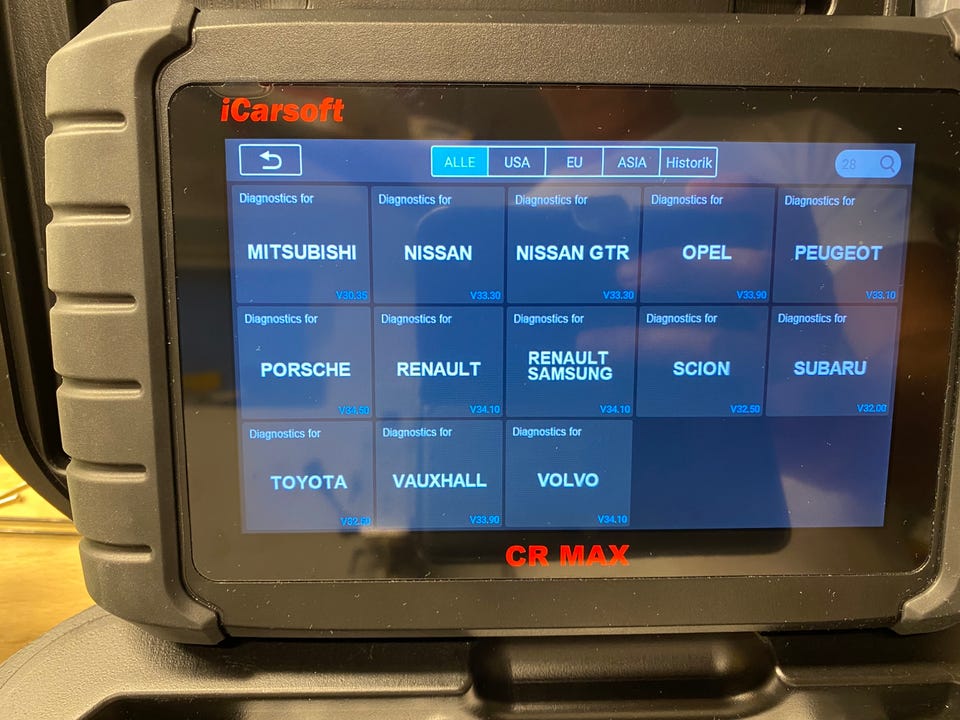 iCarsoft
ALLE USA EU ASIA Historik 28
Diagnostics for Diagnostics for Diagnostics for Diagnostics for Diagnostics for
MITSUBISHI NISSAN NISSAN GTR OPEL PEUGEOT
V30.35 V33.30 V33.30 V33.90 V33.10
Diagnostics for Diagnostics for Diagnostics for Diagnostics for Diagnostics for
PORSCHE RENAULT RENAULT SAMSUNG SCION SUBARU
V34.50 V34.10 V34.10 V32.50 V32.00
Diagnostics for Diagnostics for Diagnostics for
TOYOTA VAUXHALL VOLVO
V33.90 V34.10
CR MAX